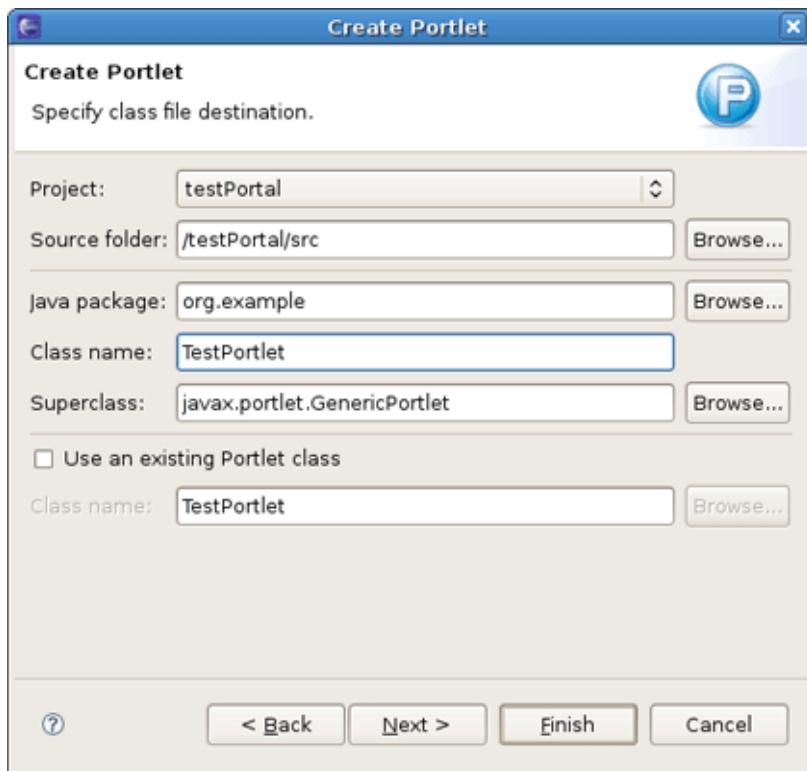 Create Portlet
Create Portlet
Specify class file destination.
Project: testPortal
Source folder: /testPortal/src Browse...
Java package: org.example Browse...
Class name: TestPortlet
Superclass: javax.portlet.GenericPortlet Browse...
Use an existing Portlet class
Class name: TestPortlet Browse...
? < Back Next > Finish Cancel